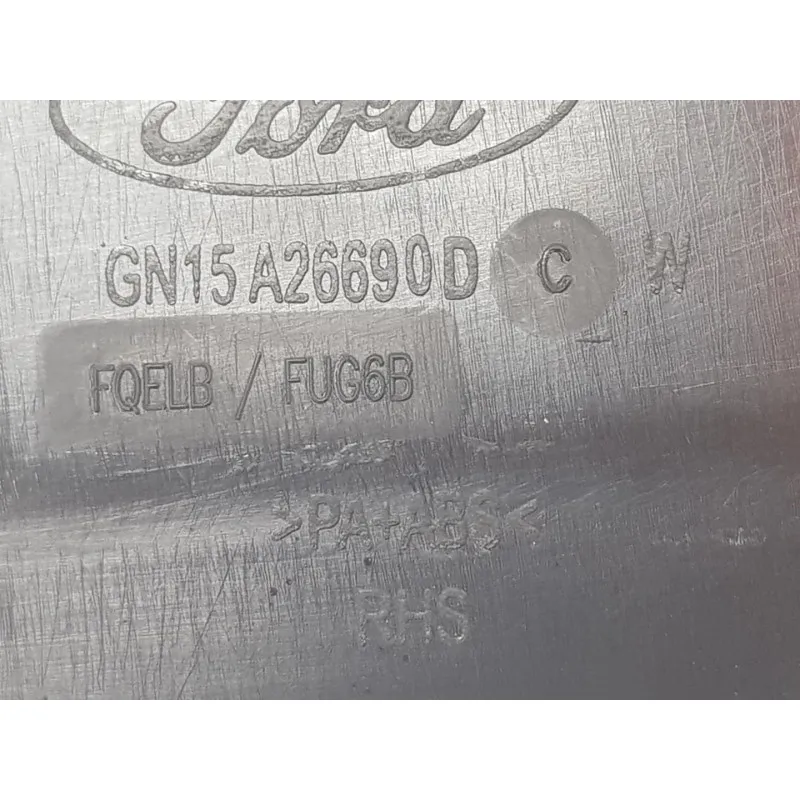 Ford
GN15 A26690 D C W
FQELB / FUG6B
>PA+ABS<
RHS